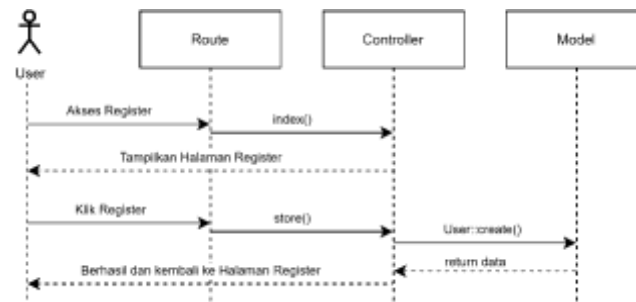 Route
Controller
Model
User
Akses Register
index()
Tampilkan Halaman Register
Klik Register
store()
User::create()
return data
Berhasil dan kembali ke Halaman Register